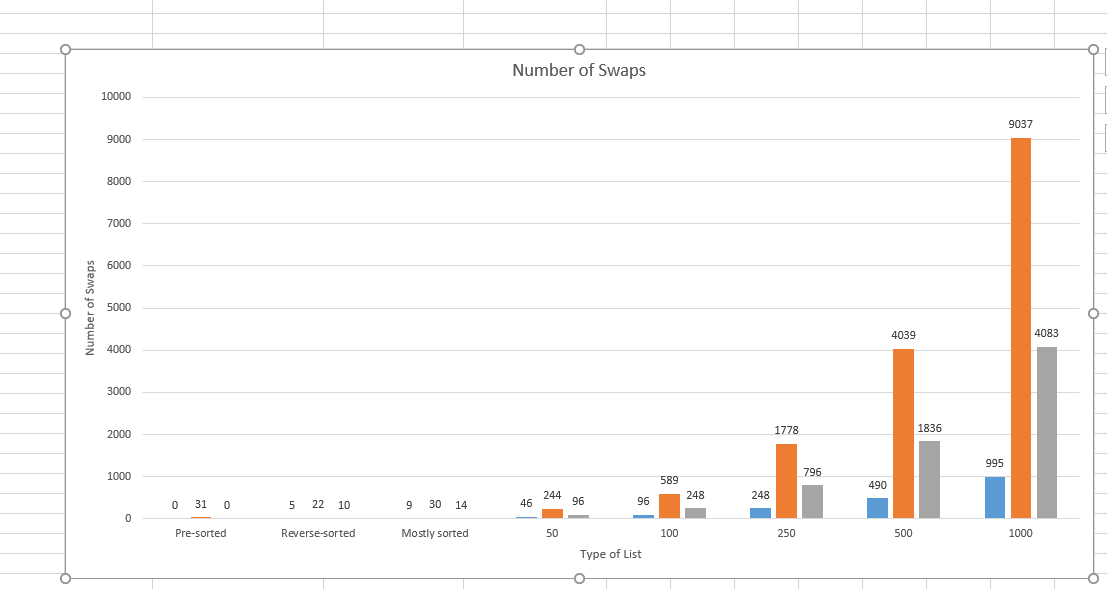 Number of Swaps
10000
9000
8000
7000
6000
5000
4000
3000
2000
1000
0
Number of Swaps
0 31 0
5 22 10
9 30 14
46 244 96
96 589 248
248 1778 796
490 4039 1836
995 9037 4083
Pre-sorted Reverse-sorted Mostly sorted 50 100 250 500 1000
Type of List